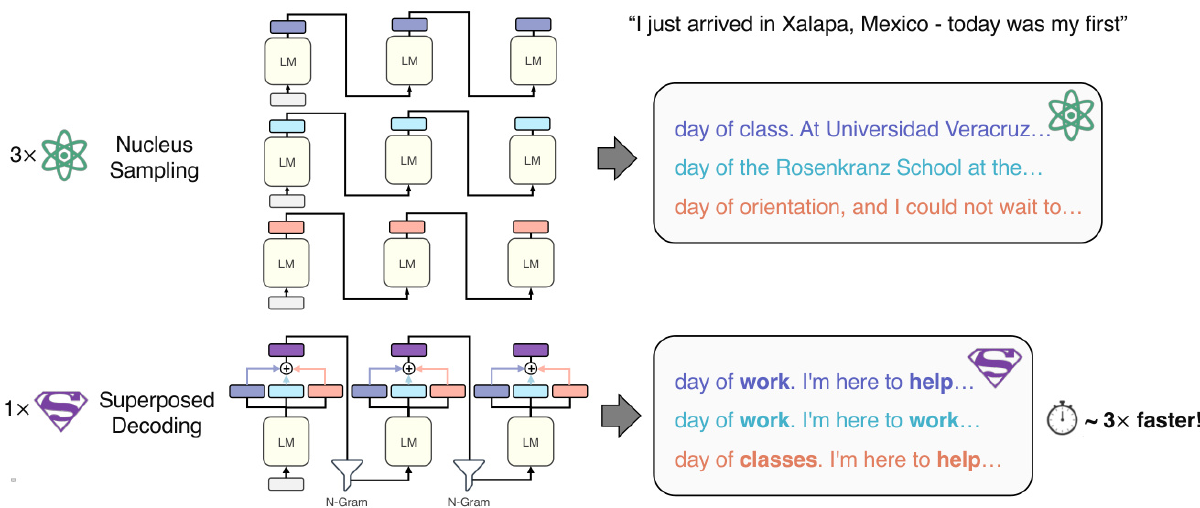 “I just arrived in Xalapa, Mexico - today was my first”
LM
LM
LM
3×
Nucleus
Sampling
LM
LM
LM
LM
LM
LM
day of class. At Universidad Veracruz...
day of the Rosenkranz School at the...
day of orientation, and I could not wait to...
1×
S
Superposed
Decoding
LM
LM
LM
N-Gram
N-Gram
S
day of work. I'm here to help...
day of work. I'm here to work...
day of classes. I'm here to help...
~ 3× faster!